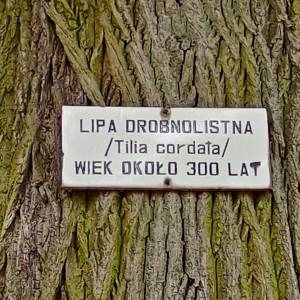 LIPA DROBNOLISTNA
/Tilia cordata/
WIEK OKOŁO 300 LAT